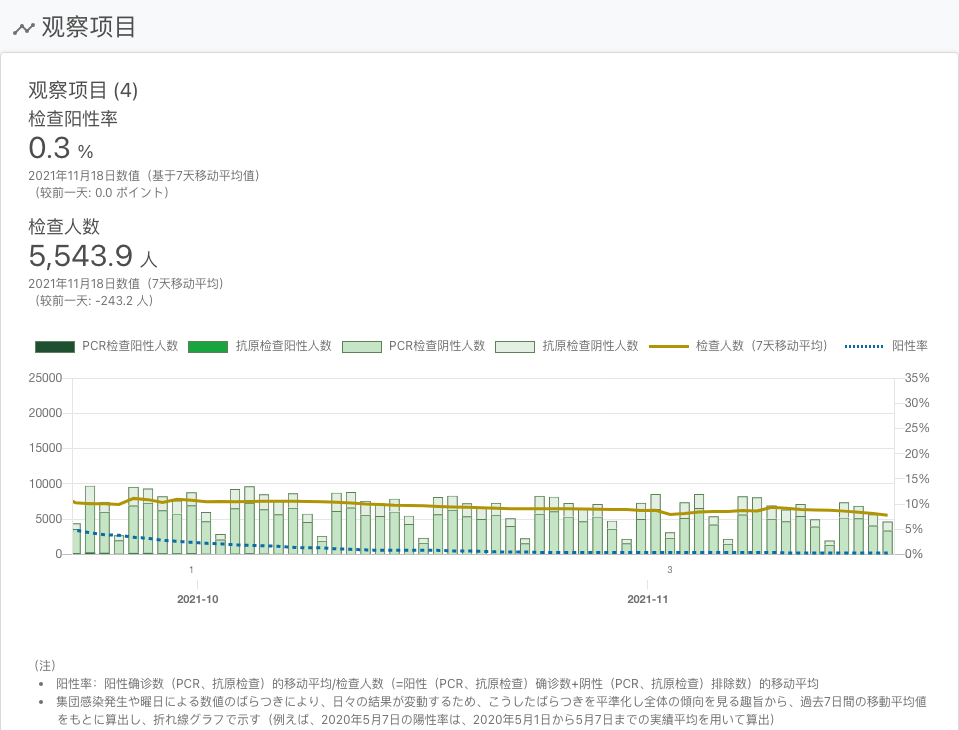 观察项目
观察项目 (4)
检查阳性率
0.3 %
2021年11月18日数值（基于7天移动平均值）
（较前一天: 0.0 ポイント）
检查人数
5,543.9 人
2021年11月18日数值（7天移动平均）
（较前一天: -243.2 人）
PCR检查阳性人数 抗原检查阳性人数 PCR检查阴性人数 抗原检查阴性人数 检查人数（7天移动平均） 阳性率
25000 35%
20000 30%
15000 25%
10000 20%
5000 15%
0 10%
5%
0%
1 3
2021-10 2021-11
（注）
• 阳性率：阳性确诊数（PCR、抗原检查）的移动平均/检查人数（=阳性（PCR、抗原检查）确诊数+阴性（PCR、抗原检查）排除数）的移动平均
• 集団感染発生や曜日による数値のばらつきにより、日々の結果が変動するため、こうしたばらつきを平準化し全体の傾向を見る趣旨から、過去7日間の移動平均値
をもとに算出し、折れ線グラフで示す（例えば、2020年5月7日の陽性率は、2020年5月1日から5月7日までの実績平均を用いて算出）